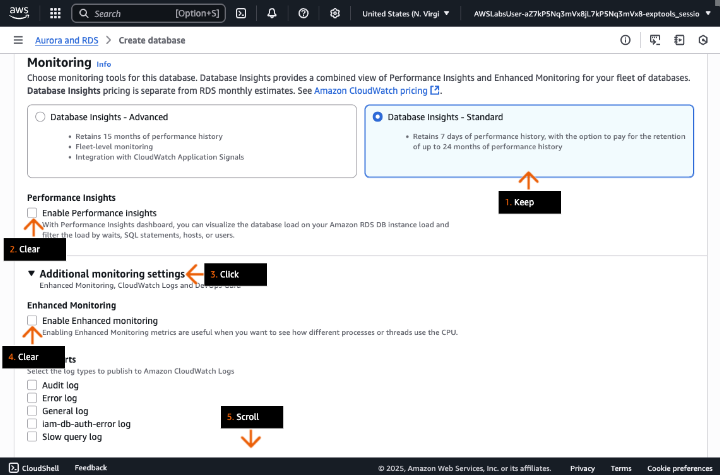 aws
Search
[Option+S]
United States (N. Virgi
AWSLabsUser-aZ7kP5Nq3mVx8jL7kP5Nq3mVx8-exptools_sessio
Aurora and RDS > Create database
Monitoring Info
Choose monitoring tools for this database. Database Insights provides a combined view of Performance Insights and Enhanced Monitoring for your fleet of databases.
Database Insights pricing is separate from RDS monthly estimates. See Amazon CloudWatch pricing
Database Insights - Advanced
• Retains 15 months of performance history
• Fleet-level monitoring
• Integration with CloudWatch Application Signals
Database Insights - Standard
• Retains 7 days of performance history, with the option to pay for the retention
of up to 24 months of performance history
1. Keep
Performance Insights
Enable Performance insights
With Performance Insights dashboard, you can visualize the database load on your Amazon RDS DB instance load and
filter the load by waits, SQL statements, hosts, or users.
2. Clear
Additional monitoring settings
3. Click
Enhanced Monitoring, CloudWatch Logs and DevOps Guru
Enhanced Monitoring
Enable Enhanced monitoring
Enabling Enhanced Monitoring metrics are useful when you want to see how different processes or threads use the CPU.
4. Clear
Select the log types to publish to Amazon CloudWatch Logs
Audit log
Error log
General log
iam-db-auth-error log
Slow query log
5. Scroll
CloudShell
Feedback
© 2025, Amazon Web Services, Inc. or its affiliates.
Privacy
Terms
Cookie preferences